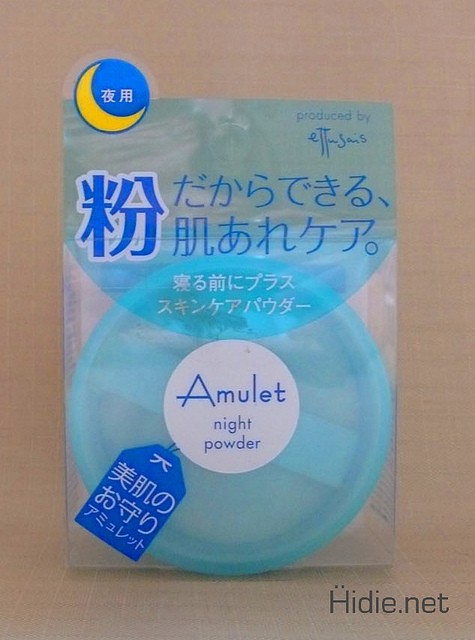 夜用
produced by
ettusais
粉だからできる、
肌あれケア。
寝る前にプラス
スキンケアパウダー
Amulet
night
powder
美肌の
お守り
アミュレット
Hidie.net